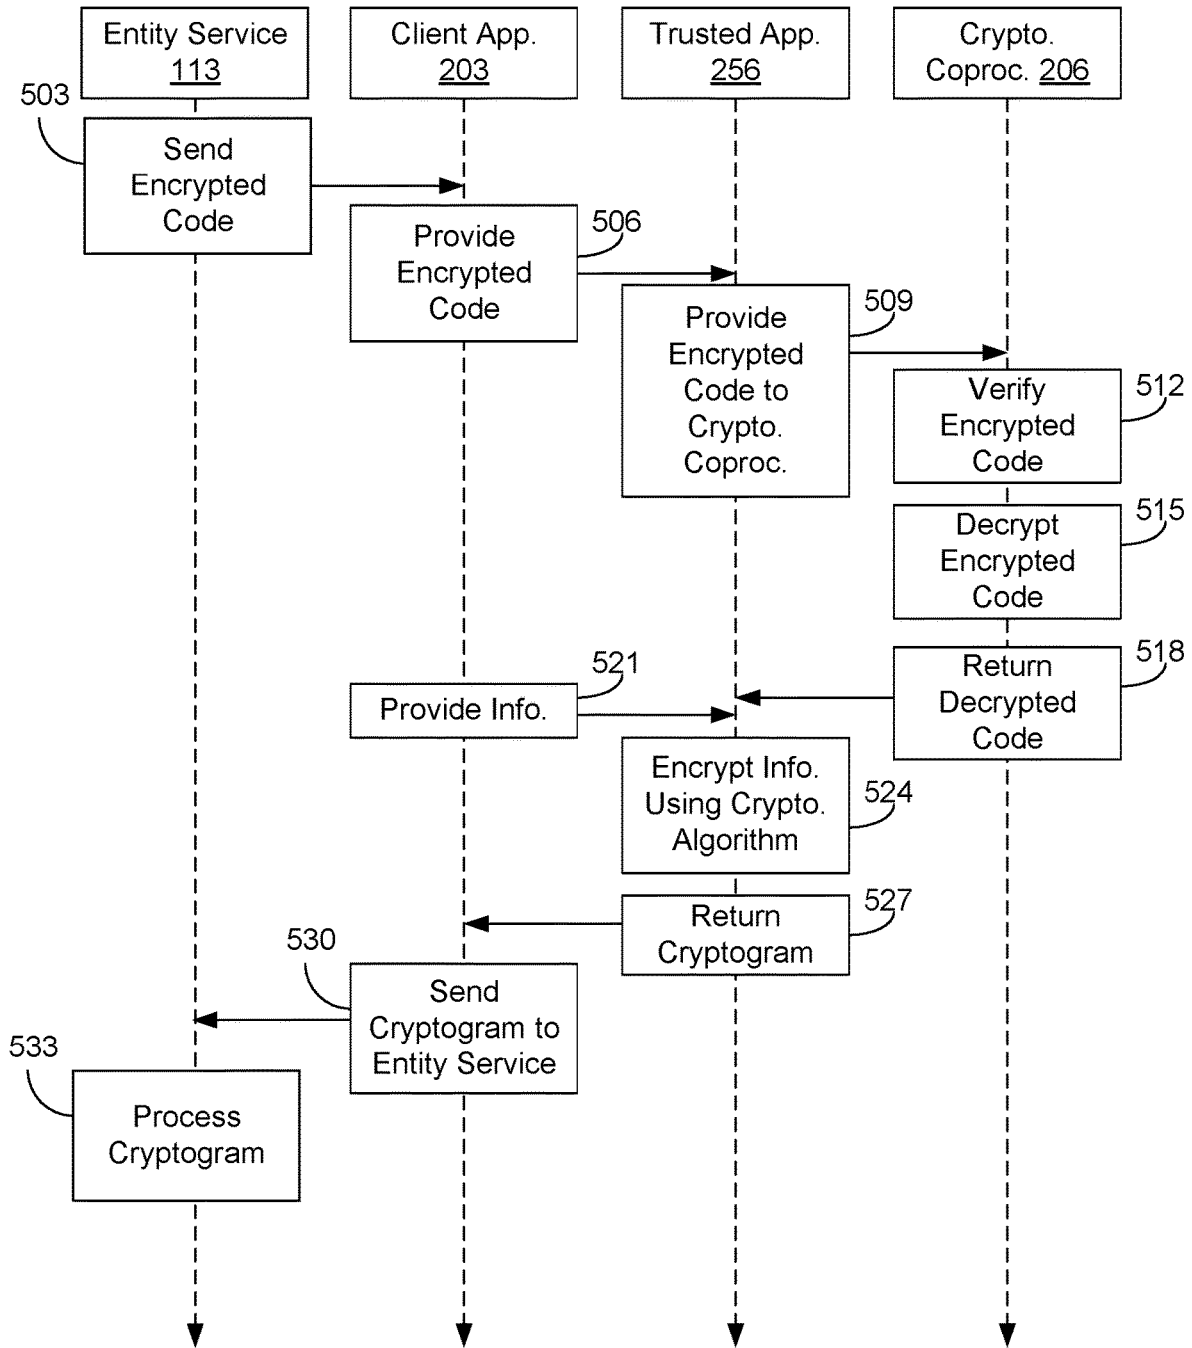 Entity Service
113
Client App.
203
Trusted App.
256
Crypto.
Coproc. 206
503
Send
Encrypted
Code
506
Provide
Encrypted
Code
509
Provide
Encrypted
Code to
Crypto.
Coproc.
512
Verify
Encrypted
Code
515
Decrypt
Encrypted
Code
518
Return
Decrypted
Code
521
Provide Info.
524
Encrypt Info.
Using Crypto.
Algorithm
527
Return
Cryptogram
530
Send
Cryptogram to
Entity Service
533
Process
Cryptogram